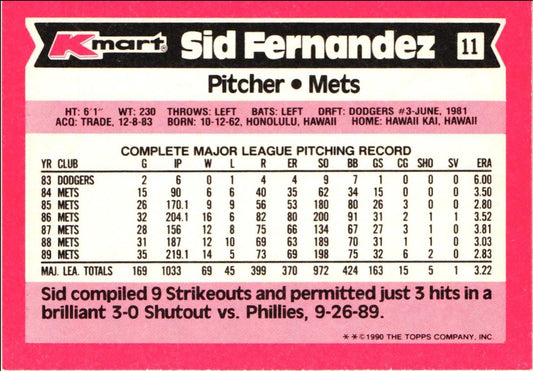 Kmart® Sid Fernandez 11
Pitcher • Mets
HT: 6'1" WT: 230 THROWS: LEFT BATS: LEFT DRFT: DODGERS #3-JUNE, 1981
ACQ: TRADE, 12-8-83 BORN: 10-12-62, HONOLULU, HAWAII HOME: HAWAII KAI, HAWAII
COMPLETE MAJOR LEAGUE PITCHING RECORD
YR CLUB G IP W L R ER SO BB GS CG SHO SV ERA
83 DODGERS 2 6 0 1 4 4 9 7 1 0 0 0 6.00
84 METS 15 90 6 6 40 35 62 34 15 0 0 0 3.50
85 METS 26 170.1 9 9 56 53 180 80 26 3 0 0 2.80
86 METS 32 204.1 16 6 82 80 200 91 31 2 1 1 3.52
87 METS 28 156 12 8 75 66 134 67 27 3 1 0 3.81
88 METS 31 187 12 10 69 63 189 70 31 1 1 0 3.03
89 METS 35 219.1 14 5 73 69 198 75 32 6 2 0 2.83
MAJ. LEA. TOTALS 169 1033 69 45 399 370 972 424 163 15 5 1 3.22
Sid compiled 9 Strikeouts and permitted just 3 hits in a
brilliant 3-0 Shutout vs. Phillies, 9-26-89.
**©1990 THE TOPPS COMPANY, INC.